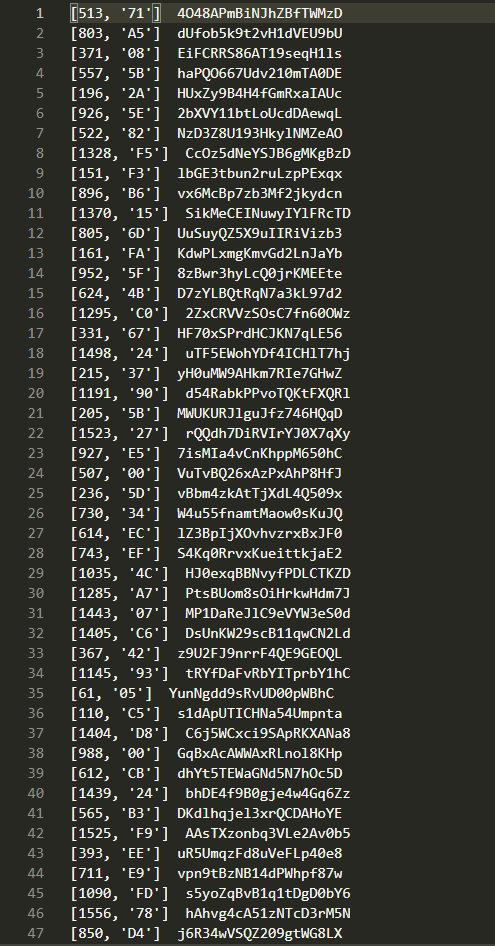 1 [513, '71'] 4O48APmBiNJhZBfTWMzD
2 [803, 'A5'] dUfob5k9t2vH1dVEU9bU
3 [371, '08'] EiFCRRS86AT19seqH1ls
4 [557, '5B'] haPQO667Udv210mTA0DE
5 [196, '2A'] HUxZy9B4H4fGmRxaIAUc
6 [926, '5E'] 2bXVY11btLoUcdDAewqL
7 [522, '82'] NzD3Z8U193HkylNMZeAO
8 [1328, 'F5'] CcOz5dNeYSJB6gMKgBzD
9 [151, 'F3'] lbGE3tbun2ruLzpPExqx
10 [896, 'B6'] vx6McBp7zb3Mf2jkydcn
11 [1370, '15'] SikMeCEINuwyIYlFRcTD
12 [805, '6D'] UuSuyQZ5X9uIIRiVizb3
13 [161, 'FA'] KdwPLxmgKmvGd2LnJaYb
14 [952, '5F'] 8zBwr3hyLcQ0jrKMEEte
15 [624, '4B'] D7zYLBQtRqN7a3kL97d2
16 [1295, 'C0'] 2ZxCRVVzSOsC7fn60OWz
17 [331, '67'] HF70xSPrdHCJKN7qLE56
18 [1498, '24'] uTF5EWohYDf4ICHlT7hj
19 [215, '37'] yH0uMW9AHkm7RIe7GHwZ
20 [1191, '90'] d54RabkPPvoTQKtFXQRl
21 [205, '5B'] MWUKURJlguJfz746HQqD
22 [1523, '27'] rQQdh7DiRVIrYJ0X7qXy
23 [927, 'E5'] 7isMIa4vCnKhppM650hC
24 [507, '00'] VuTvBQ26xAzPxAhP8HfJ
25 [236, '5D'] vBbm4zkAtTjXdL4Q509x
26 [730, '34'] W4u55fnamtMaow0sKuJQ
27 [614, 'EC'] lZ3BpIjXOvhvzrxBxJF0
28 [743, 'EF'] S4Kq0RrvxKueittkjaE2
29 [1035, '4C'] HJ0exqBBNvyfPDLCTKZD
30 [1285, 'A7'] PtsBUom8sOiHrkwHdm7J
31 [1443, '07'] MP1DaReJlC9eVYW3eS0d
32 [1405, 'C6'] DsUnKW29scB11qwCN2Ld
33 [367, '42'] z9U2FJ9nrrF4QE9GEOQL
34 [1145, '93'] tRYfDaFvRbYITprbY1hC
35 [61, '05'] YunNgdd9sRvUD00pWBhC
36 [110, 'C5'] s1dApUTICHNa54Umpnta
37 [1404, 'D8'] C6j5WCxci9SApRKXANa8
38 [988, '00'] GqBxAcAWWAxRLnol8KHp
39 [612, 'CB'] dhYt5TEWaGNd5N7hOc5D
40 [1439, '24'] bhDE4f9B0gje4w4Gq6Zz
41 [565, 'B3'] DKdlhqjel3xrQCDAHoYE
42 [1525, 'F9'] AAsTXzonbq3VLe2Av0b5
43 [393, 'EE'] uR5UmqzFd8uVeFLp40e8
44 [711, 'E9'] vpn9tBzNB14dPWhpf87w
45 [1090, 'FD'] s5yoZqBvB1q1tDgD0bY6
46 [1556, '78'] hAhvg4cA51zNTcD3rM5N
47 [850, 'D4'] j6R34wVSQZ209gtWG8LX